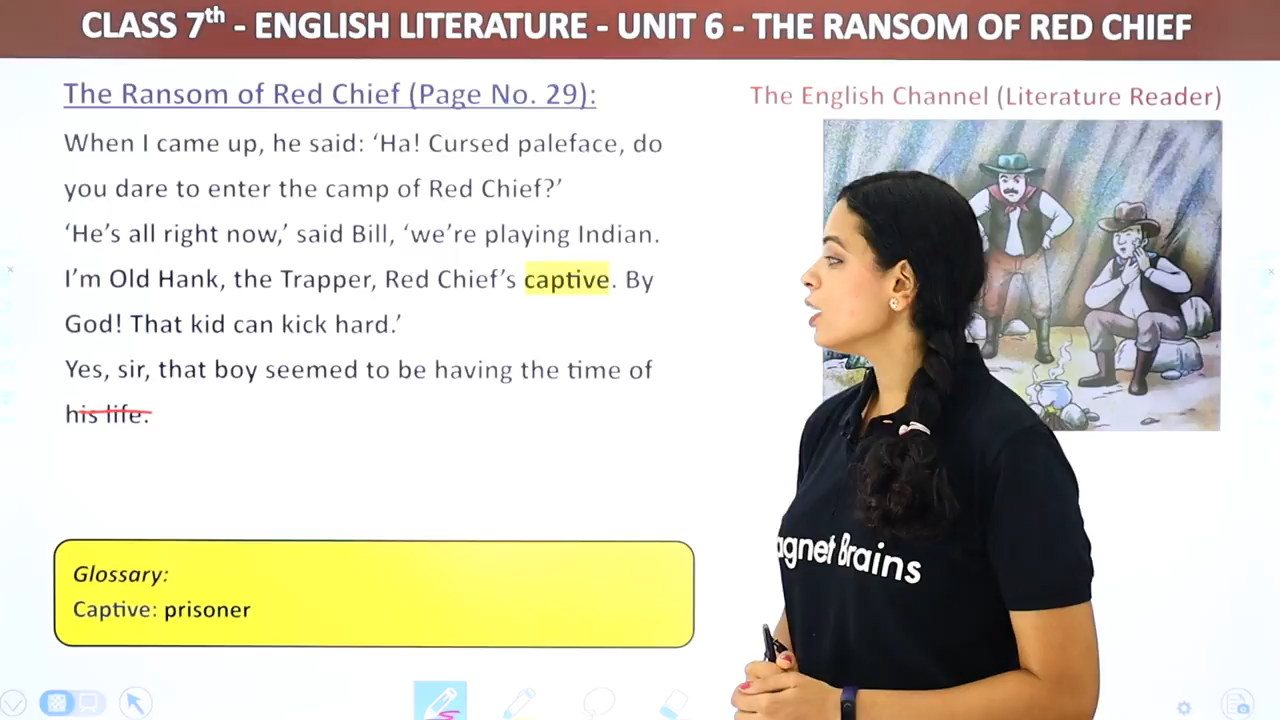 CLASS 7th - ENGLISH LITERATURE - UNIT 6 - THE RANSOM OF RED CHIEF
The Ransom of Red Chief (Page No. 29):
The English Channel (Literature Reader)
When I came up, he said: ‘Ha! Cursed paleface, do
you dare to enter the camp of Red Chief?’
‘He’s all right now,’ said Bill, ‘we’re playing Indian.
I’m Old Hank, the Trapper, Red Chief’s captive. By
God! That kid can kick hard.’
Yes, sir, that boy seemed to be having the time of
his life.
agnet Brains
Glossary:
Captive: prisoner